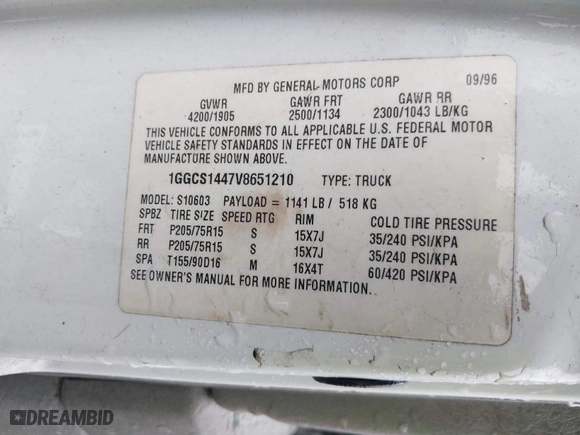 MFD BY GENERAL MOTORS CORP 09/96
GVWR GAWR FRT GAWR RR
4200/1905 2500/1134 2300/1043 LB/KG
THIS VEHICLE CONFORMS TO ALL APPLICABLE U.S. FEDERAL MOTOR
VEHICLE SAFETY STANDARDS IN EFFECT ON THE DATE OF
MANUFACTURE SHOWN ABOVE.
1GGCS1447V8651210 TYPE: TRUCK
MODEL: S10603 PAYLOAD = 1141 LB / 518 KG
SPBZ TIRE SIZE SPEED RTG RIM COLD TIRE PRESSURE
FRT P205/75R15 S 15X7J 35/240 PSI/KPA
RR P205/75R15 S 15X7J 35/240 PSI/KPA
SPA T155/90D16 M 16X4T 60/420 PSI/KPA
SEE OWNER'S MANUAL FOR MORE INFORMATION.
DREAMBID